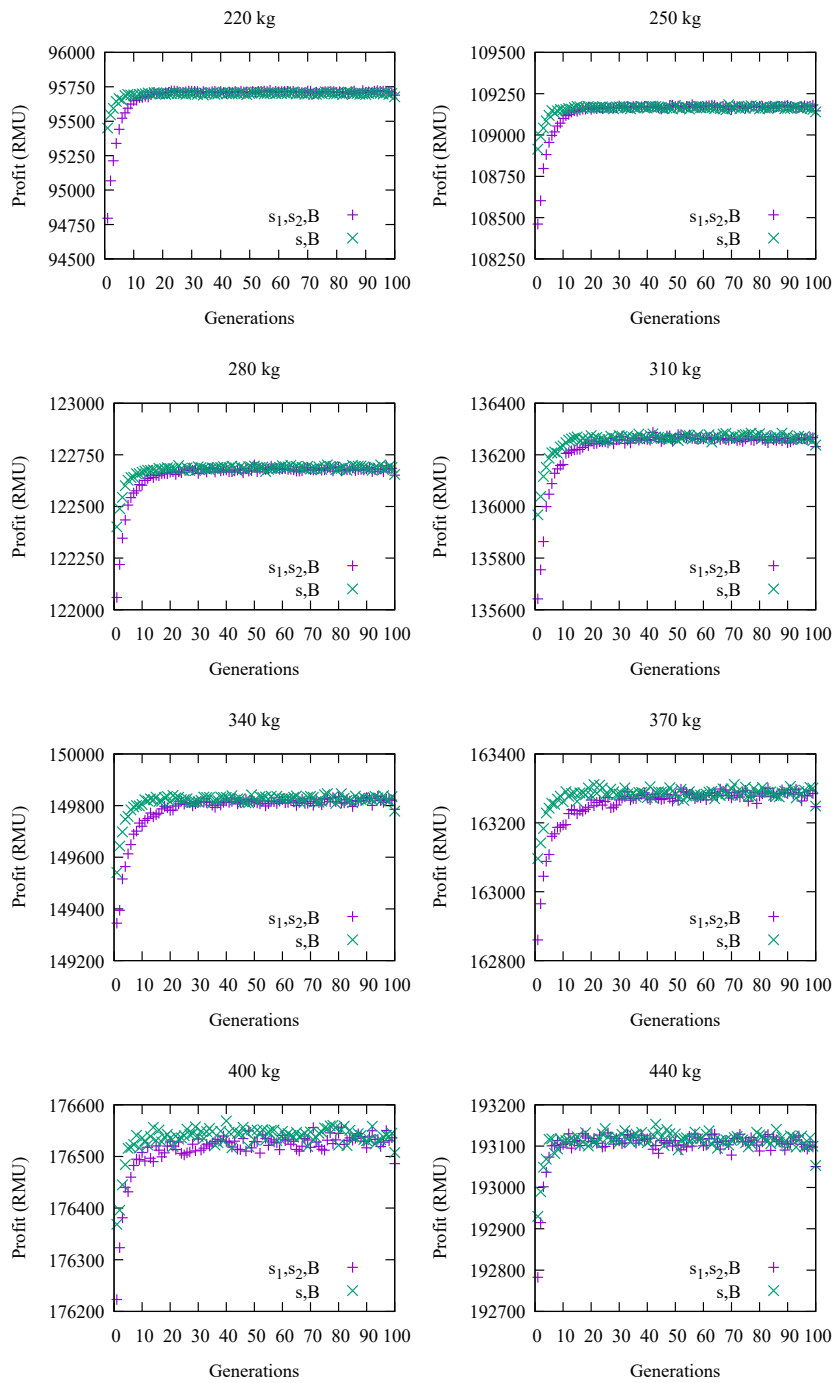 220 kg
96000
95750
95500
95250
95000
94750
94500
Profit (RMU)
s1,s2,B
s,B
0 10 20 30 40 50 60 70 80 90 100
Generations
250 kg
109500
109250
109000
108750
108500
108250
Profit (RMU)
s1,s2,B
s,B
0 10 20 30 40 50 60 70 80 90 100
Generations
280 kg
123000
122750
122500
122250
122000
Profit (RMU)
s1,s2,B
s,B
0 10 20 30 40 50 60 70 80 90 100
Generations
310 kg
136400
136200
136000
135800
135600
Profit (RMU)
s1,s2,B
s,B
0 10 20 30 40 50 60 70 80 90 100
Generations
340 kg
150000
149800
149600
149400
149200
Profit (RMU)
s1,s2,B
s,B
0 10 20 30 40 50 60 70 80 90 100
Generations
370 kg
163400
163200
163000
162800
Profit (RMU)
s1,s2,B
s,B
0 10 20 30 40 50 60 70 80 90 100
Generations
400 kg
176600
176500
176400
176300
176200
Profit (RMU)
s1,s2,B
s,B
0 10 20 30 40 50 60 70 80 90 100
Generations
440 kg
193200
193100
193000
192900
192800
192700
Profit (RMU)
s1,s2,B
s,B
0 10 20 30 40 50 60 70 80 90 100
Generations